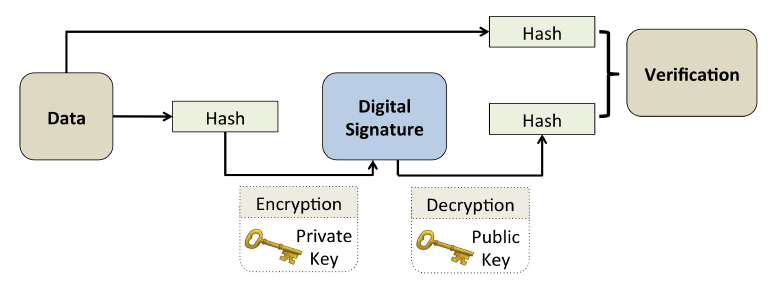 Hash
Verification
Data
Hash
Digital
Signature
Hash
Encryption
Private
Key
Decryption
Public
Key